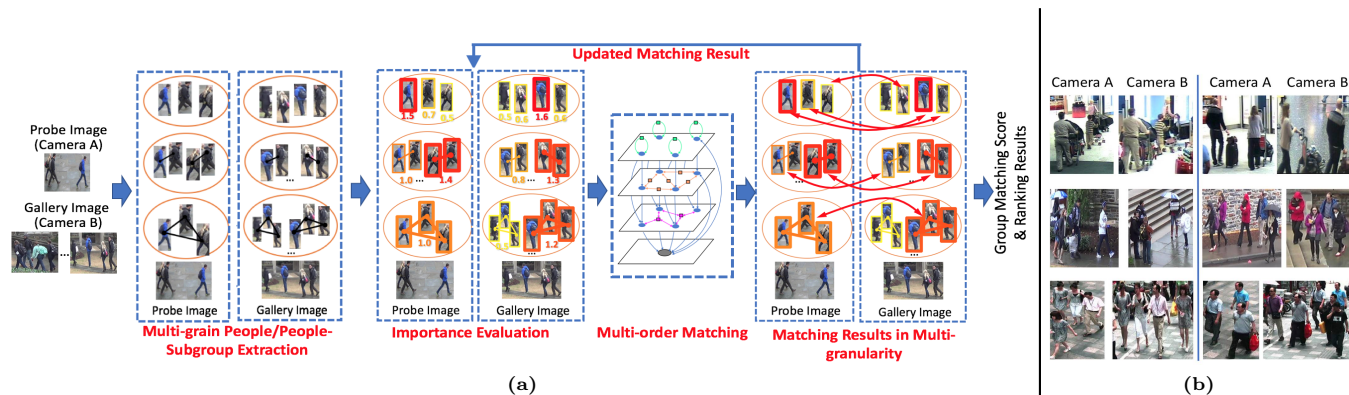 Updated Matching Result
Probe Image
(Camera A)
Gallery Image
(Camera B)
...
...
...
Probe Image
Gallery Image
Multi-grain People/People-
Subgroup Extraction
1.5
0.7
0.5
0.5
0.6
1.6
1.0
...
1.4
0.8
...
1.3
1.0
...
1.2
Probe Image
Gallery Image
Importance Evaluation
Multi-order Matching
...
...
...
Probe Image
Gallery Image
Matching Results in Multi-
granularity
Group Matching Score
& Ranking Results
(a)
Camera A
Camera B
Camera A
Camera B
(b)